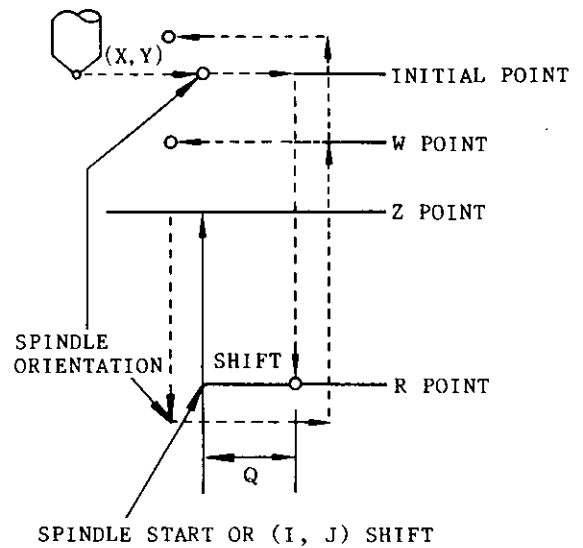 (X,Y)
INITIAL POINT
W POINT
Z POINT
SPINDLE
ORIENTATION
SHIFT
R POINT
Q
SPINDLE START OR (I, J) SHIFT